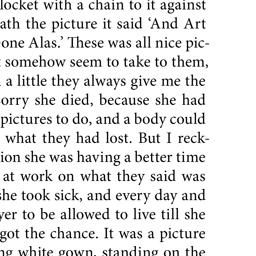 locket with a chain to it against
ath the picture it said ‘And Art
one Alas.’ These was all nice pic-
somehow seem to take to them,
a little they always give me the
orry she died, because she had
pictures to do, and a body could
what they had lost. But I reck-
ion she was having a better time
at work on what they said was
she took sick, and every day and
yer to be allowed to live till she
got the chance. It was a picture
ng white gown, standing on the